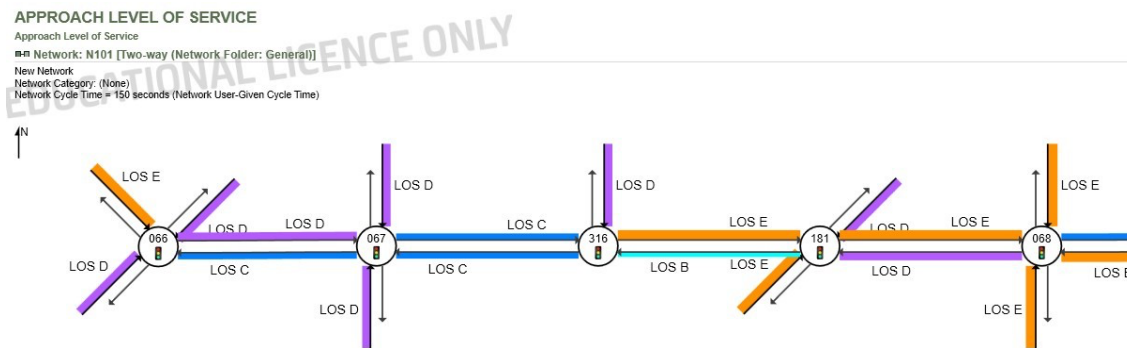 APPROACH LEVEL OF SERVICE
Approach Level of Service
Network: N101 [Two-way (Network Folder: General)]
New Network
Network Category: (None)
Network Cycle Time = 150 seconds (Network User-Given Cycle Time)
EDUCATIONAL LICENCE ONLY
N
LOS E
LOS D
LOS D
LOS E
LOS D
LOS D
LOS D
LOS C
LOS E
LOS D
LOS E
066
067
316
181
068
LOS D
LOS C
LOS C
LOS B
LOS E
LOS D
LOS E
LOS D
LOS E